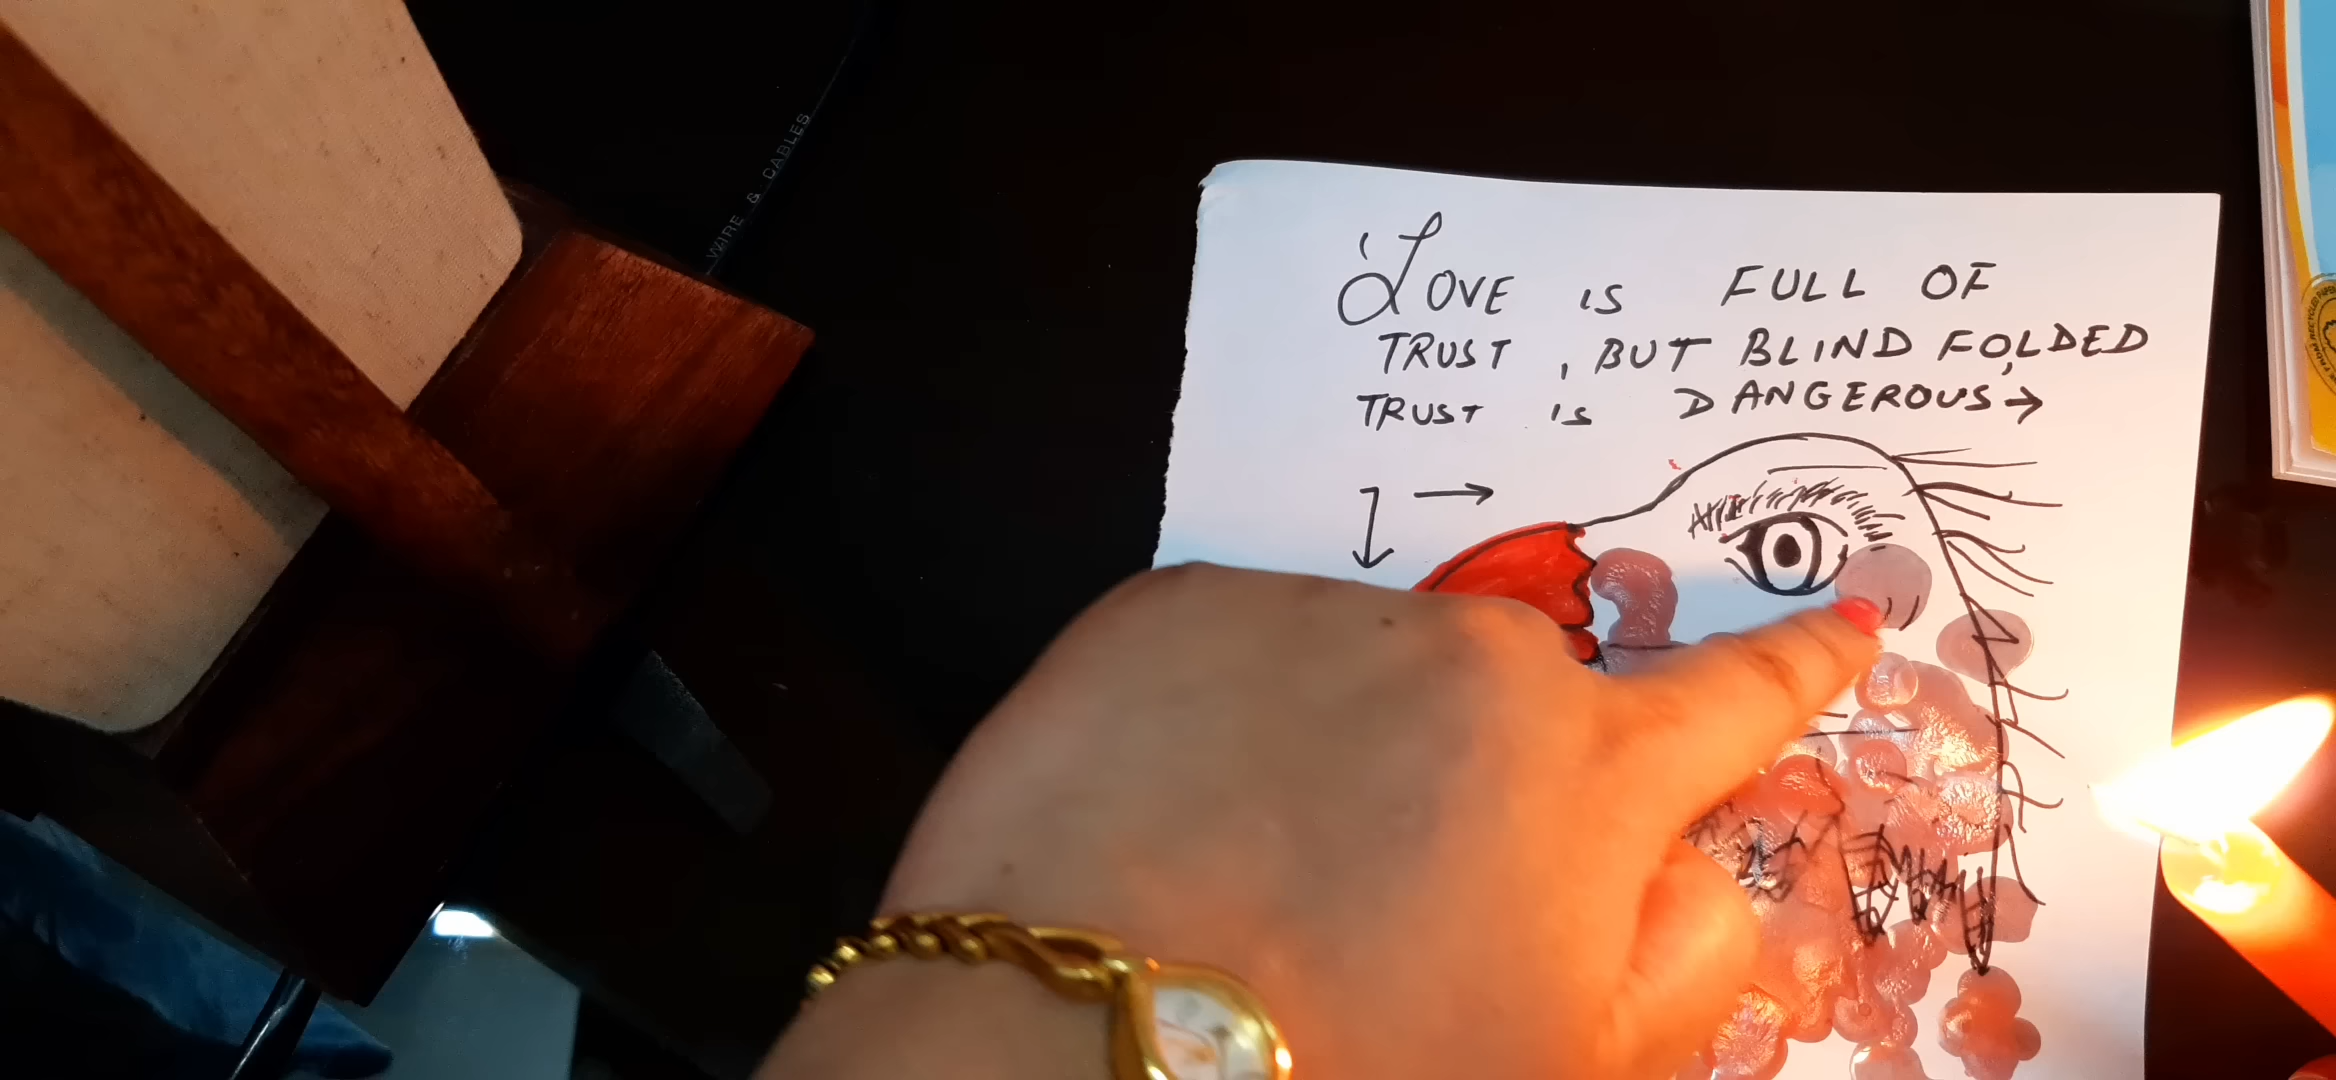 'LOVE IS FULL OF
TRUST, BUT BLIND FOLDED
TRUST IS DANGEROUS→
WIRE & CABLES